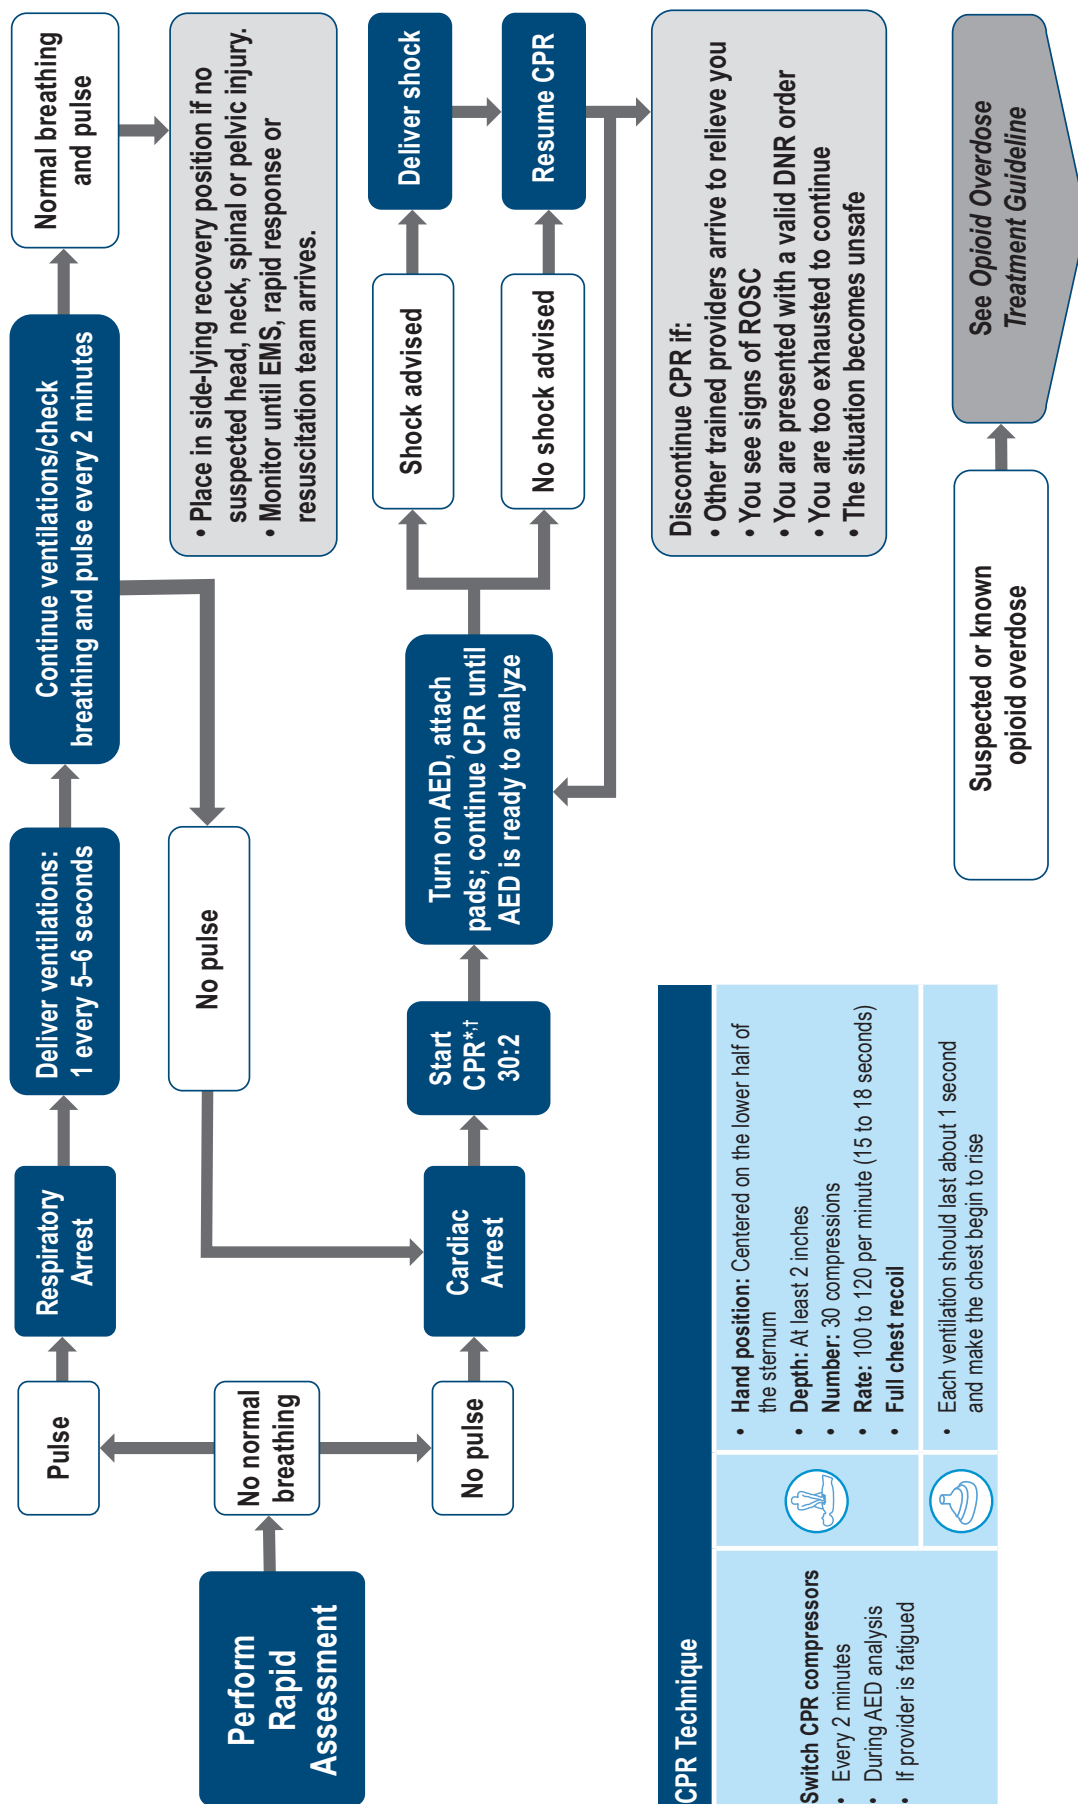 Perform
Rapid
Assessment
No normal
breathing
Pulse
Respiratory
Arrest
Deliver ventilations:
1 every 5–6 seconds
Continue ventilations/check
breathing and pulse every 2 minutes
Normal breathing
and pulse
• Place in side-lying recovery position if no
suspected head, neck, spinal or pelvic injury.
• Monitor until EMS, rapid response or
resuscitation team arrives.
No pulse
No pulse
Cardiac
Arrest
Start
CPR*,†
30:2
Turn on AED, attach
pads; continue CPR until
AED is ready to analyze
Shock advised
Deliver shock
No shock advised
Resume CPR
Discontinue CPR if:
• Other trained providers arrive to relieve you
• You see signs of ROSC
• You are presented with a valid DNR order
• You are too exhausted to continue
• The situation becomes unsafe
CPR Technique
Switch CPR compressors
• Every 2 minutes
• During AED analysis
• If provider is fatigued
• Hand position: Centered on the lower half of
the sternum
• Depth: At least 2 inches
• Number: 30 compressions
• Rate: 100 to 120 per minute (15 to 18 seconds)
• Full chest recoil
• Each ventilation should last about 1 second
and make the chest begin to rise
Suspected or known
opioid overdose
See Opioid Overdose
Treatment Guideline